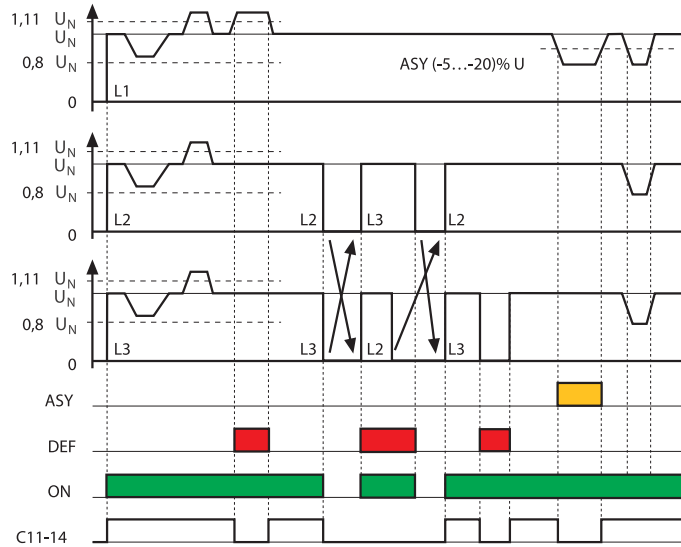 1,11 U_N
U_N
0,8 U_N
ASY (-5...-20)% U
0
L1
1,11 U_N
U_N
0,8 U_N
L2 L2 L3 L2
0
1,11 U_N
U_N
0,8 U_N
L3 L3 L2 L3
0
ASY
DEF
ON
C11-14